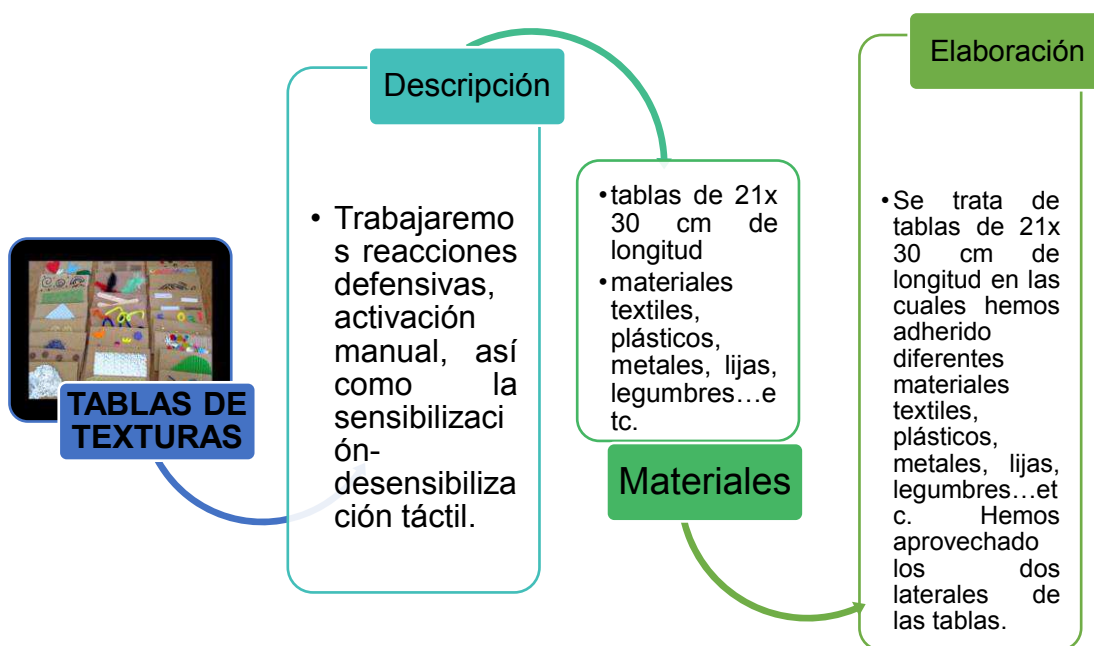 TABLAS DE
TEXTURAS
Descripción
• Trabajaremo
s reacciones
defensivas,
activación
manual, así
como la
sensibilizaci
ón-
desensibiliza
ción táctil.
•tablas de 21x
30 cm de
longitud
•materiales
textiles,
plásticos,
metales, lijas,
legumbres…e
tc.
Materiales
Elaboración
•Se trata de
tablas de 21x
30 cm de
longitud en las
cuales hemos
adherido
diferentes
materiales
textiles,
plásticos,
metales, lijas,
legumbres…et
c. Hemos
aprovechado
los dos
laterales de
las tablas.